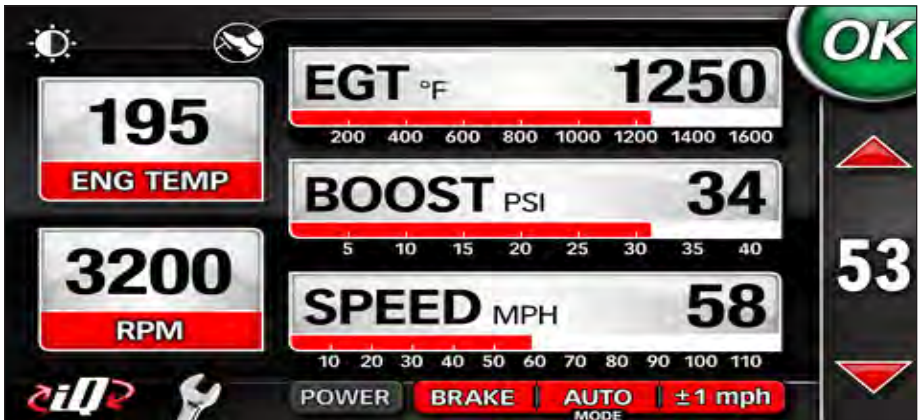 OK
195
ENG TEMP
3200
RPM
EGT °F 1250
200 400 600 800 1000 1200 1400 1600
BOOST PSI 34
5 10 15 20 25 30 35 40
SPEED MPH 58
10 20 30 40 50 60 70 80 90 100 110
53
iQ
POWER BRAKE AUTO ±1 mph
MODE